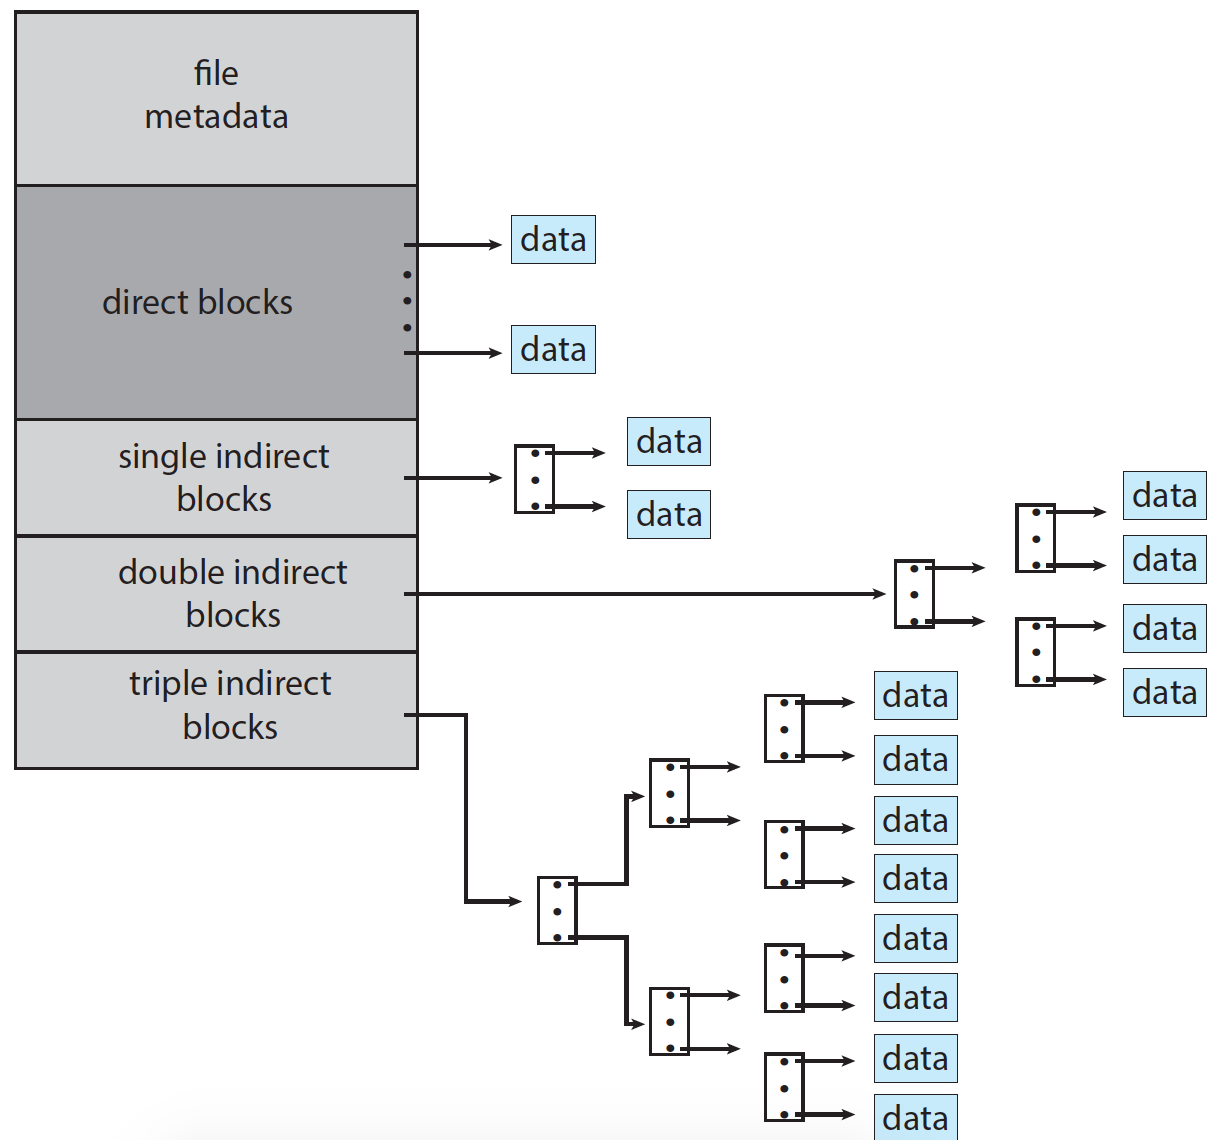 file
metadata
direct blocks
data
data
single indirect
blocks
data
data
double indirect
blocks
data
data
data
data
triple indirect
blocks
data
data
data
data
data
data
data
data